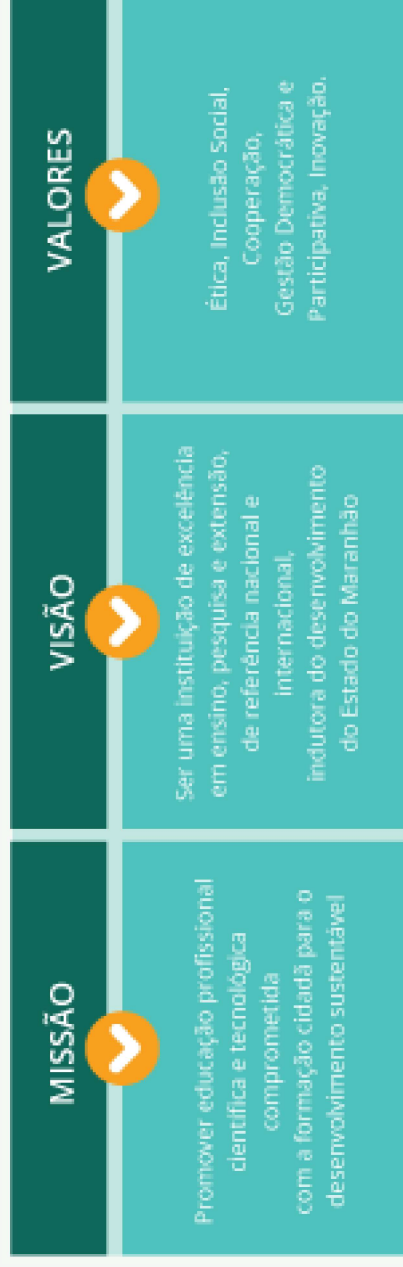 MISSÃO
Promover educação profissional
científica e tecnológica
comprometida
com a formação cidadã para o
desenvolvimento sustentável
VISÃO
Ser uma instituição de excelência
em ensino, pesquisa e extensão,
de referência nacional e
internacional,
indutora do desenvolvimento
do Estado do Maranhão
VALORES
Ética, Inclusão Social,
Cooperação,
Gestão Democrática e
Participativa, Inovação.